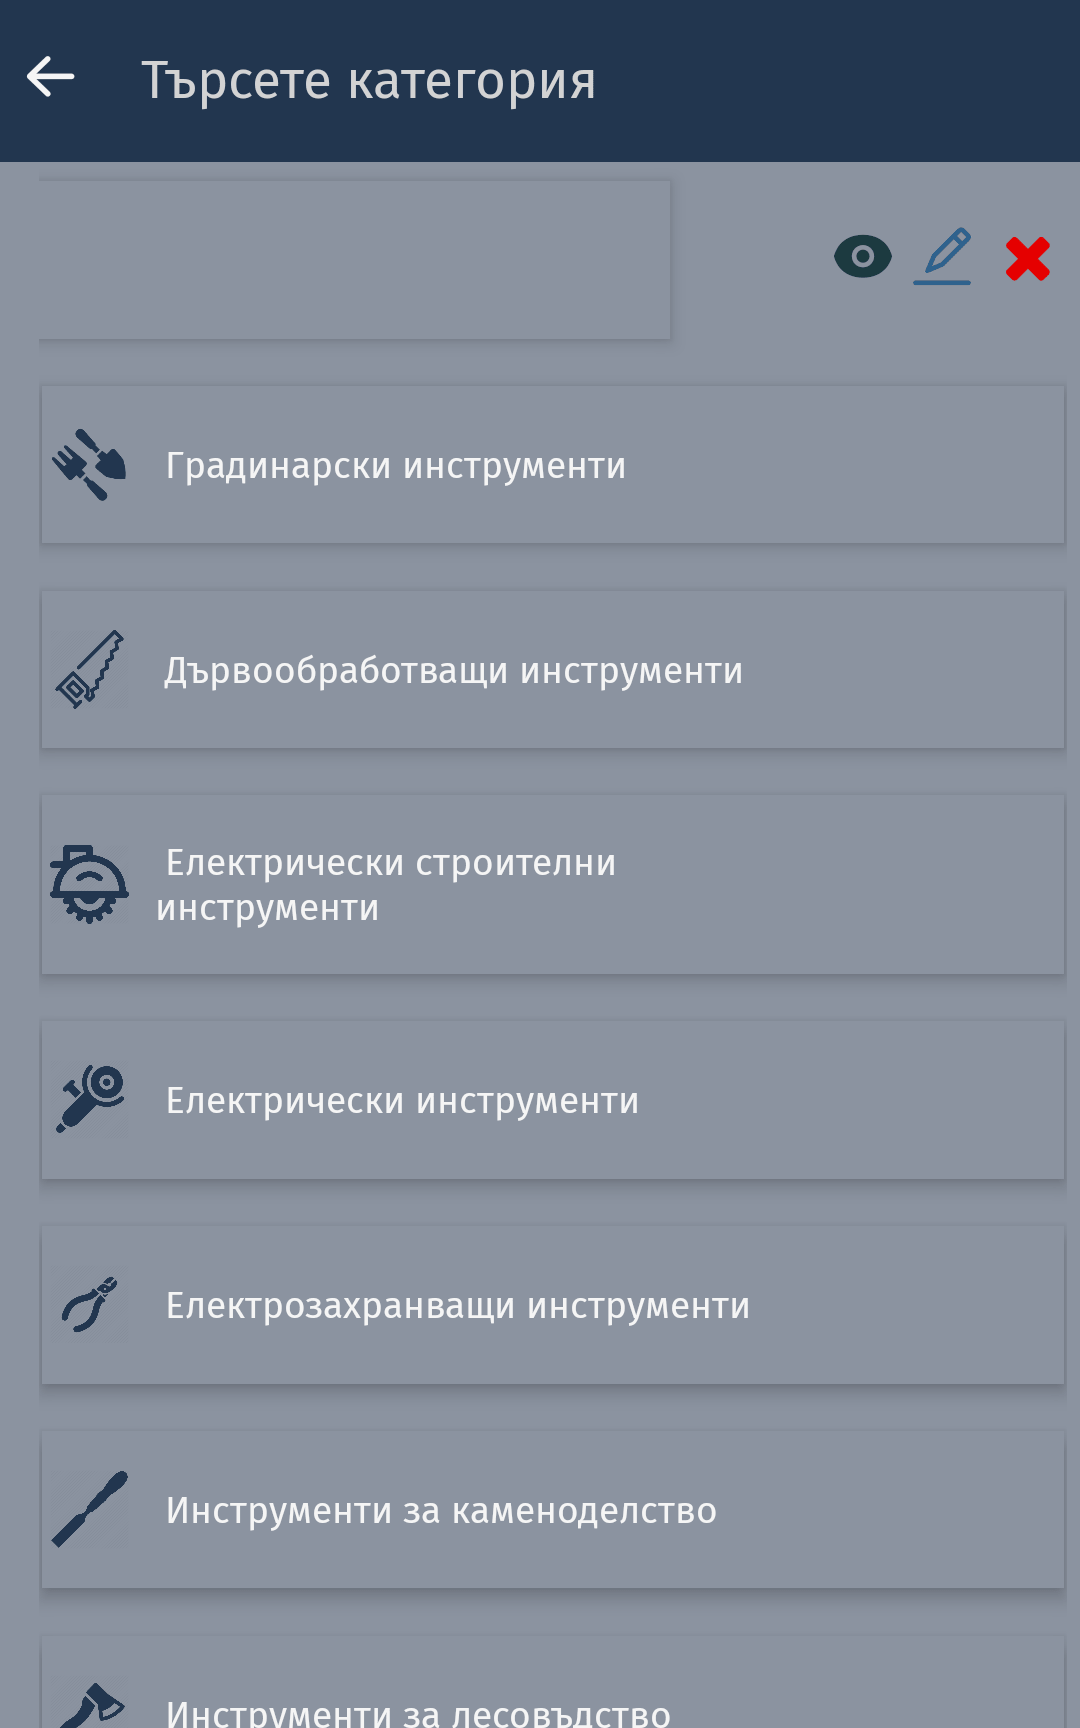 Търсете категория
Градинарски инструменти
Дървообработващи инструменти
Електрически строителни
инструменти
Електрически инструменти
Електрозахранващи инструменти
Инструменти за каменоделство
Инструменти за лесовъдство